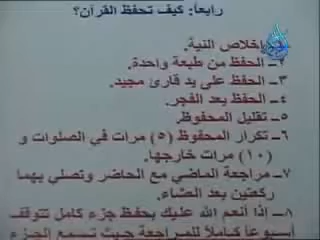 رابعاً: كيف تحفظ القرآن؟
إخلاص النية.
٢- الحفظ من طبعة واحدة.
٣- الحفظ على يد قارئ مجيد.
٤- الحفظ بعد الفجر.
٥- تقليل المحفوظ.
٦- تكرار المحفوظ (٥) مرات في الصلوات و
(١٠) مرات خارجها.
٧- مراجعة الماضي مع الحاضر وتصلي بهما
ركعتين بعد العشاء.
٨- إذا أنعم الله عليك بحفظ جزء كامل تتوقف
أسبوعاً كاملاً للمراجعة حيث تسمع الجزء